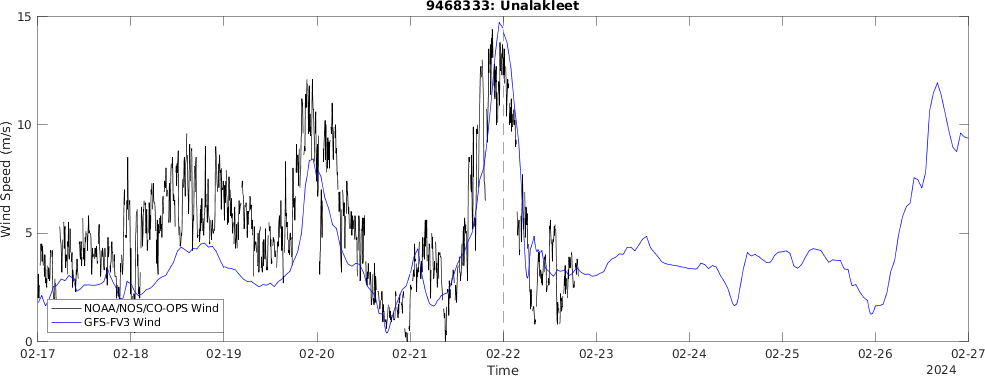 9468333: Unalakleet
15
10
5
0
Wind Speed (m/s)
NOAA/NOS/CO-OPS Wind
GFS-FV3 Wind
02-17 02-18 02-19 02-20 02-21 02-22 02-23 02-24 02-25 02-26 02-27
Time
2024